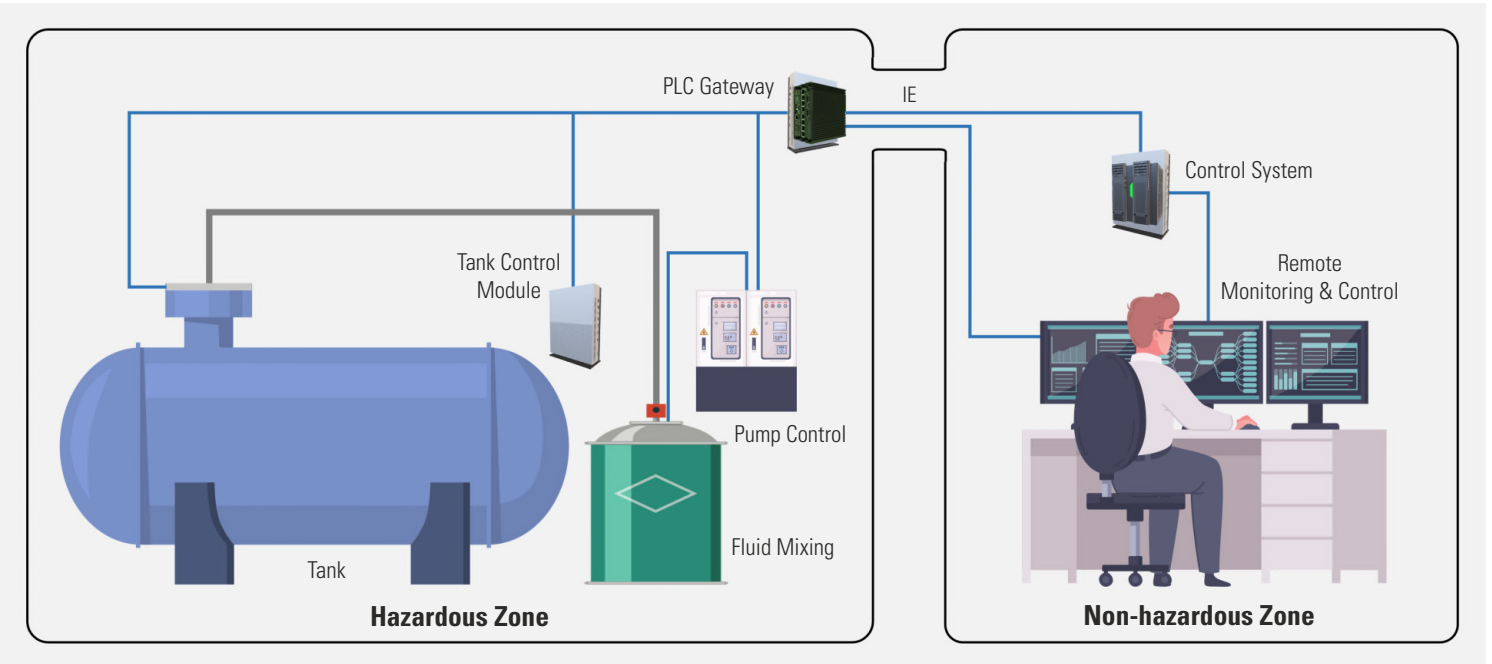 PLC Gateway
IE
Control System
Tank Control
Module
Remote
Monitoring & Control
Pump Control
Fluid Mixing
Tank
Hazardous Zone
Non-hazardous Zone